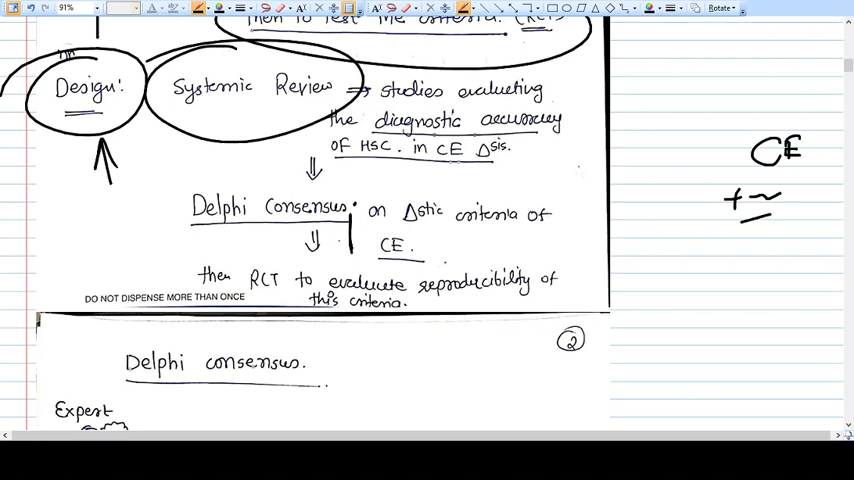 91%
Rotate
Then to Test the criteria. (RCT)
Design: Systemic Review → studies evaluating
the diagnostic accuracy
of HSC. in CE Δsis.
⇓
Delphi Consensus. on Δstic criteria of
⇓ CE.
then RCT to evaluate reproducibility of
this criteria.
DO NOT DISPENSE MORE THAN ONCE
CE
+
2
Delphi consensus.
Expert